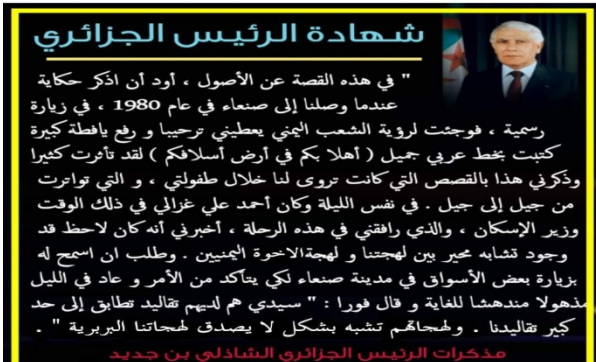 شهادة الرئيس الجزائري
" في هذه القصة عن الأصول ، أود أن اذكر حكاية
عندما وصلنا إلى صنعاء في عام 1980 ، في زيارة
رسمية ، فوجئت لرؤية الشعب اليمني يعطيني ترحيبا و رفع يافطة كبيرة
كتبت بخط عربي جميل ( أهلا بكم في أرض أسلافكم ) لقد تأثرت كثيرا
وذكرني هذا بالقصص التي كانت تروى لنا خلال طفولتي ، و التي تواترت
من جيل إلى جيل . في نفس الليلة وكان أحمد علي غزالي في ذلك الوقت
وزير الإسكان ، والذي رافقتي في هذه الرحلة ، أخبرني أنه كان لاحظ قد
وجود تشابه محير بين لهجتنا و لهجة الاخوة اليمنيين . وطلب ان اسمح له
بزيارة بعض الأسواق في مدينة صنعاء لكي يتأكد من الأمر و عاد في الليل
مذهولا مندهشا للغاية و قال فورا : " سيدي هم لديهم تقاليد تطابق إلى حد
كبير تقاليدنا . ولهجاتهم تشبه بشكل لا يصدق لهجاتنا البربرية " .
مذكرات الرئيس الجزائري الشاذلي بن جديد